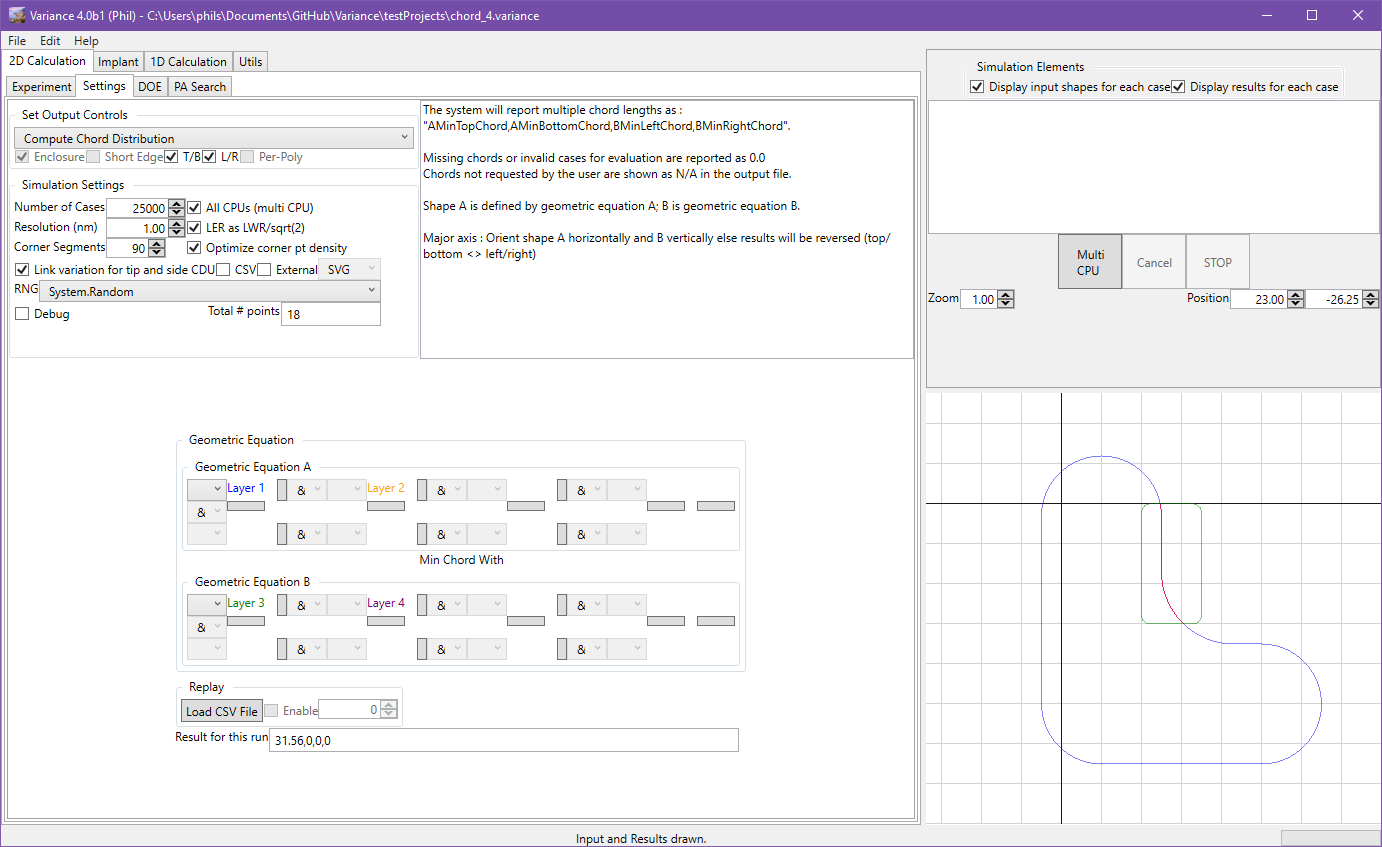 Variance 4.0b1 (Phil) - C:\Users\phils\Documents\GitHub\Variance\testProjects\chord_4.variance
File Edit Help
2D Calculation Implant 1D Calculation Utils
Experiment Settings DOE PA Search
Set Output Controls
Compute Chord Distribution
Enclosure Short Edge T/B L/R Per-Poly
Simulation Settings
Number of Cases 25000 All CPUs (multi CPU)
Resolution (nm) 1.00 LER as LWR/sqrt(2)
Corner Segments 90 Optimize corner pt density
Link variation for tip and side CDU CSV External SVG
RNG System.Random
Debug Total # points 18
The system will report multiple chord lengths as :
"AMinTopChord,AMinBottomChord,BMinLeftChord,BMinRightChord".
Missing chords or invalid cases for evaluation are reported as 0.0
Chords not requested by the user are shown as N/A in the output file.
Shape A is defined by geometric equation A; B is geometric equation B.
Major axis : Orient shape A horizontally and B vertically else results will be reversed (top/
bottom <> left/right)
Geometric Equation
Geometric Equation A
Layer 1 & Layer 2 & &
&
& & &
Min Chord With
Geometric Equation B
Layer 3 & Layer 4 & &
&
& & &
Replay
Load CSV File Enable 0
Result for this run 31.56,0,0,0
Simulation Elements
Display input shapes for each case Display results for each case
Multi
CPU
Cancel STOP
Zoom 1.00 Position 23.00 -26.25
Input and Results drawn.